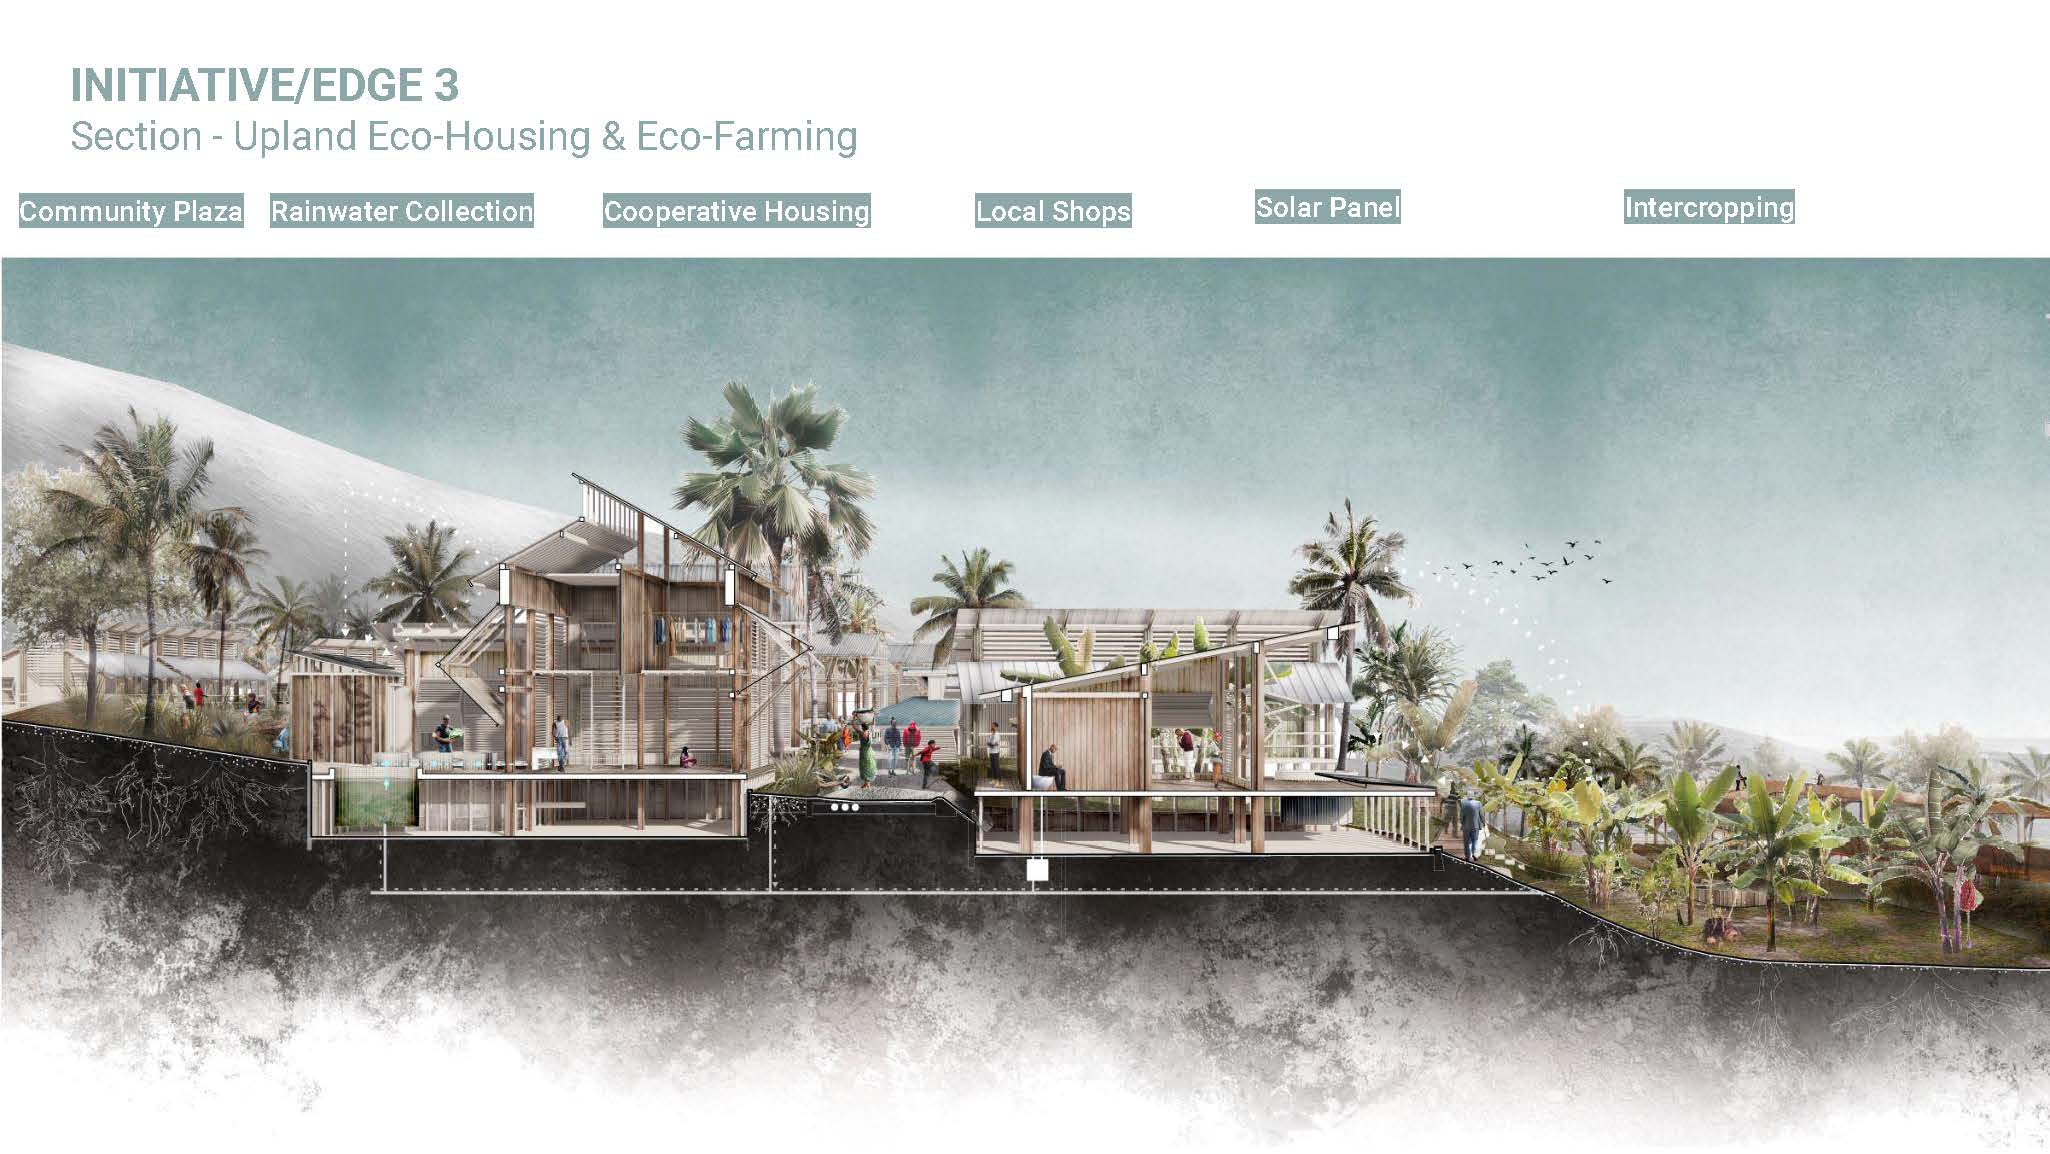 INITIATIVE/EDGE 3
Section - Upland Eco-Housing & Eco-Farming
Community Plaza
Rainwater Collection
Cooperative Housing
Local Shops
Solar Panel
Intercropping